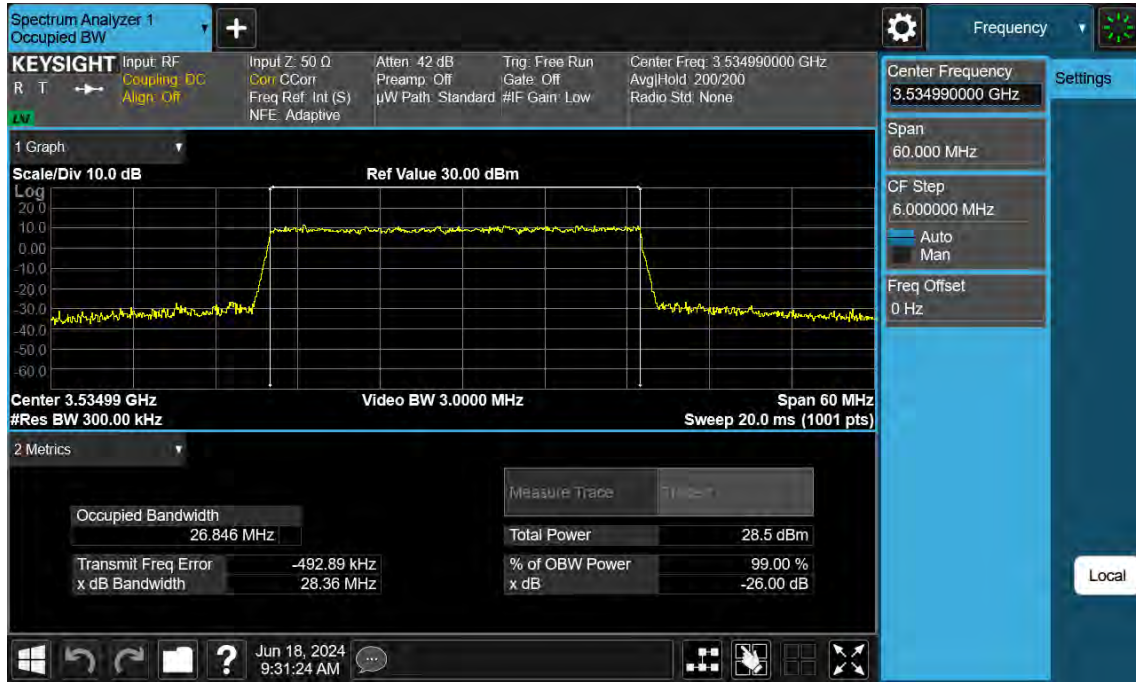 Spectrum Analyzer 1
Occupied BW
Frequency
KEYSIGHT
R T
LXI
Input: RF
Coupling: DC
Align: Off
Input Z: 50 Ω
Corr CCorr
Freq Ref: Int (S)
NFE: Adaptive
Atten: 42 dB
Preamp: Off
µW Path: Standard
Trig: Free Run
Gate: Off
#IF Gain: Low
Center Freq: 3.534990000 GHz
Avg|Hold: 200/200
Radio Std: None
Center Frequency
3.534990000 GHz
Settings
Span
60.000 MHz
CF Step
6.000000 MHz
Auto
Man
Freq Offset
0 Hz
Local
1 Graph
Scale/Div 10.0 dB
Ref Value 30.00 dBm
Log
20.0
10.0
0.00
-10.0
-20.0
-30.0
-40.0
-50.0
-60.0
Center 3.53499 GHz
Video BW 3.0000 MHz
Span 60 MHz
#Res BW 300.00 kHz
Sweep 20.0 ms (1001 pts)
2 Metrics
Measure Trace
Occupied Bandwidth
26.846 MHz
Total Power 28.5 dBm
Transmit Freq Error -492.89 kHz
% of OBW Power 99.00 %
x dB Bandwidth 28.36 MHz
x dB -26.00 dB
?
Jun 18, 2024
9:31:24 AM